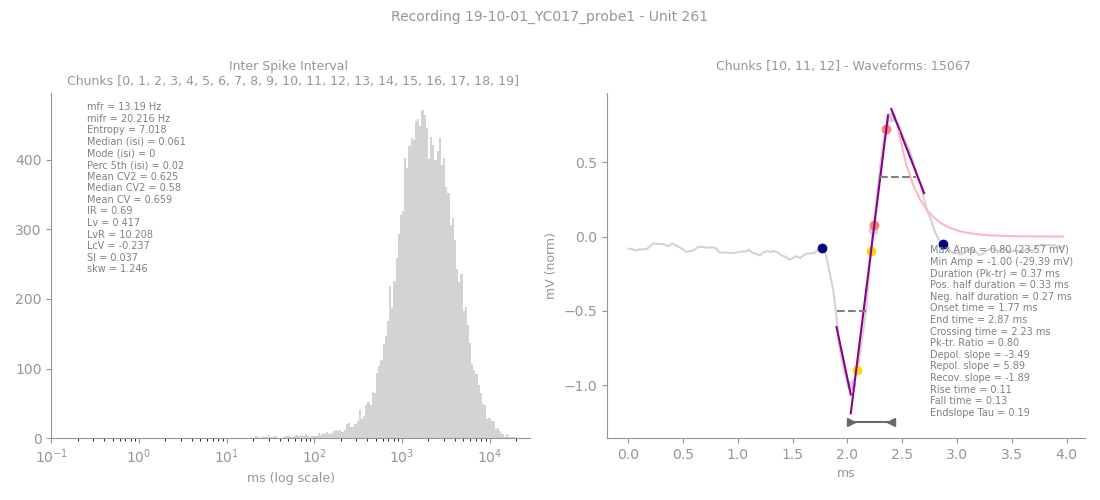 Recording 19-10-01_YC017_probe1 - Unit 261
Inter Spike Interval
Chunks [0, 1, 2, 3, 4, 5, 6, 7, 8, 9, 10, 11, 12, 13, 14, 15, 16, 17, 18, 19]
mfr = 13.19 Hz
mifr = 20.216 Hz
Entropy = 7.018
Median (isi) = 0.061
Mode (isi) = 0
Perc 5th (isi) = 0.02
Mean CV2 = 0.625
Median CV2 = 0.58
Mean CV = 0.659
IR = 0.69
Lv = 0.417
LvR = 10.208
LcV = -0.237
SI = 0.037
skw = 1.246
400
300
200
100
0
10⁻¹ 10⁰ 10¹ 10² 10³ 10⁴
ms (log scale)
Chunks [10, 11, 12] - Waveforms: 15067
mV (norm)
0.5
0.0
−0.5
−1.0
Max Amp = 0.80 (23.57 mV)
Min Amp = -1.00 (-29.39 mV)
Duration (Pk-tr) = 0.37 ms
Pos. half duration = 0.33 ms
Neg. half duration = 0.27 ms
Onset time = 1.77 ms
End time = 2.87 ms
Crossing time = 2.23 ms
Pk-tr. Ratio = 0.80
Depol. slope = -3.49
Repol. slope = 5.89
Recov. slope = -1.89
Rise time = 0.11
Fall time = 0.13
Endslope Tau = 0.19
0.0 0.5 1.0 1.5 2.0 2.5 3.0 3.5 4.0
ms